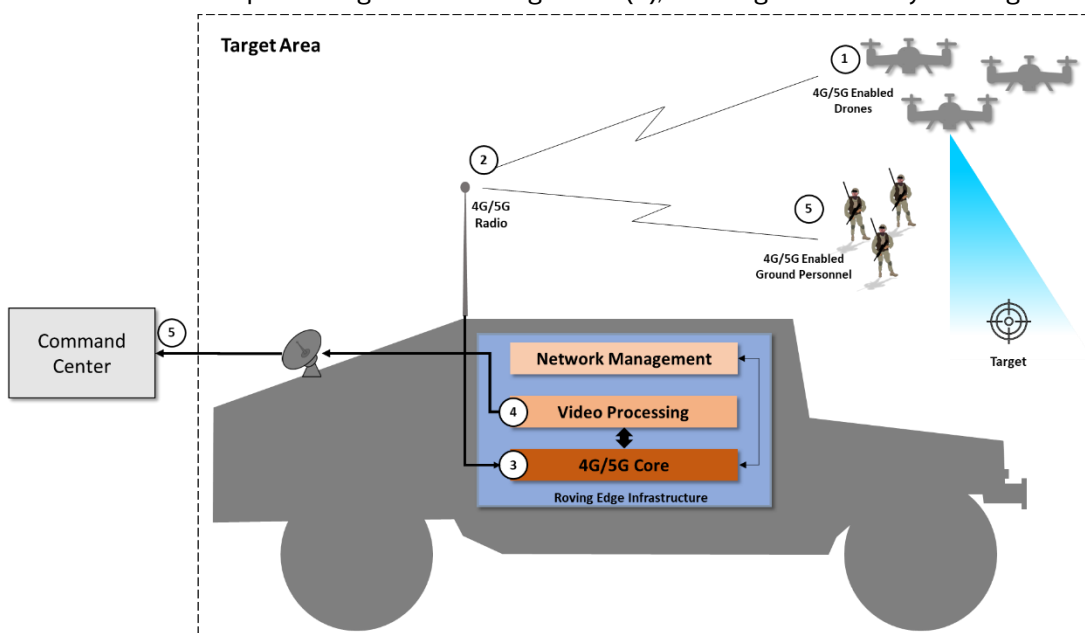 Target Area
1
4G/5G Enabled
Drones
2
4G/5G
Radio
5
4G/5G Enabled
Ground Personnel
Target
5
Command
Center
Network Management
4
Video Processing
3
4G/5G Core
Roving Edge Infrastructure